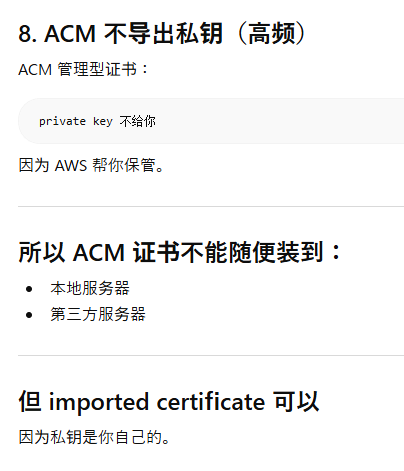 8. ACM 不导出私钥（高频）
ACM 管理型证书：
private key 不给你
因为 AWS 帮你保管。
所以 ACM 证书不能随便装到：
• 本地服务器
• 第三方服务器
但 imported certificate 可以
因为私钥是你自己的。